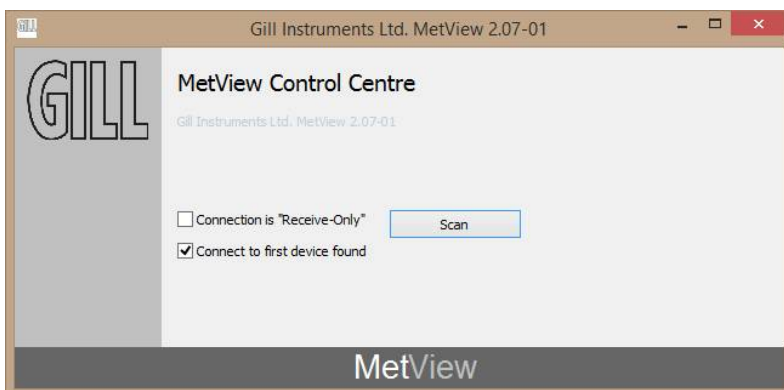 GILL
Gill Instruments Ltd. MetView 2.07-01
GILL
MetView Control Centre
Gill Instruments Ltd. MetView 2.07-01
Connection is "Receive-Only"
Scan
Connect to first device found
MetView